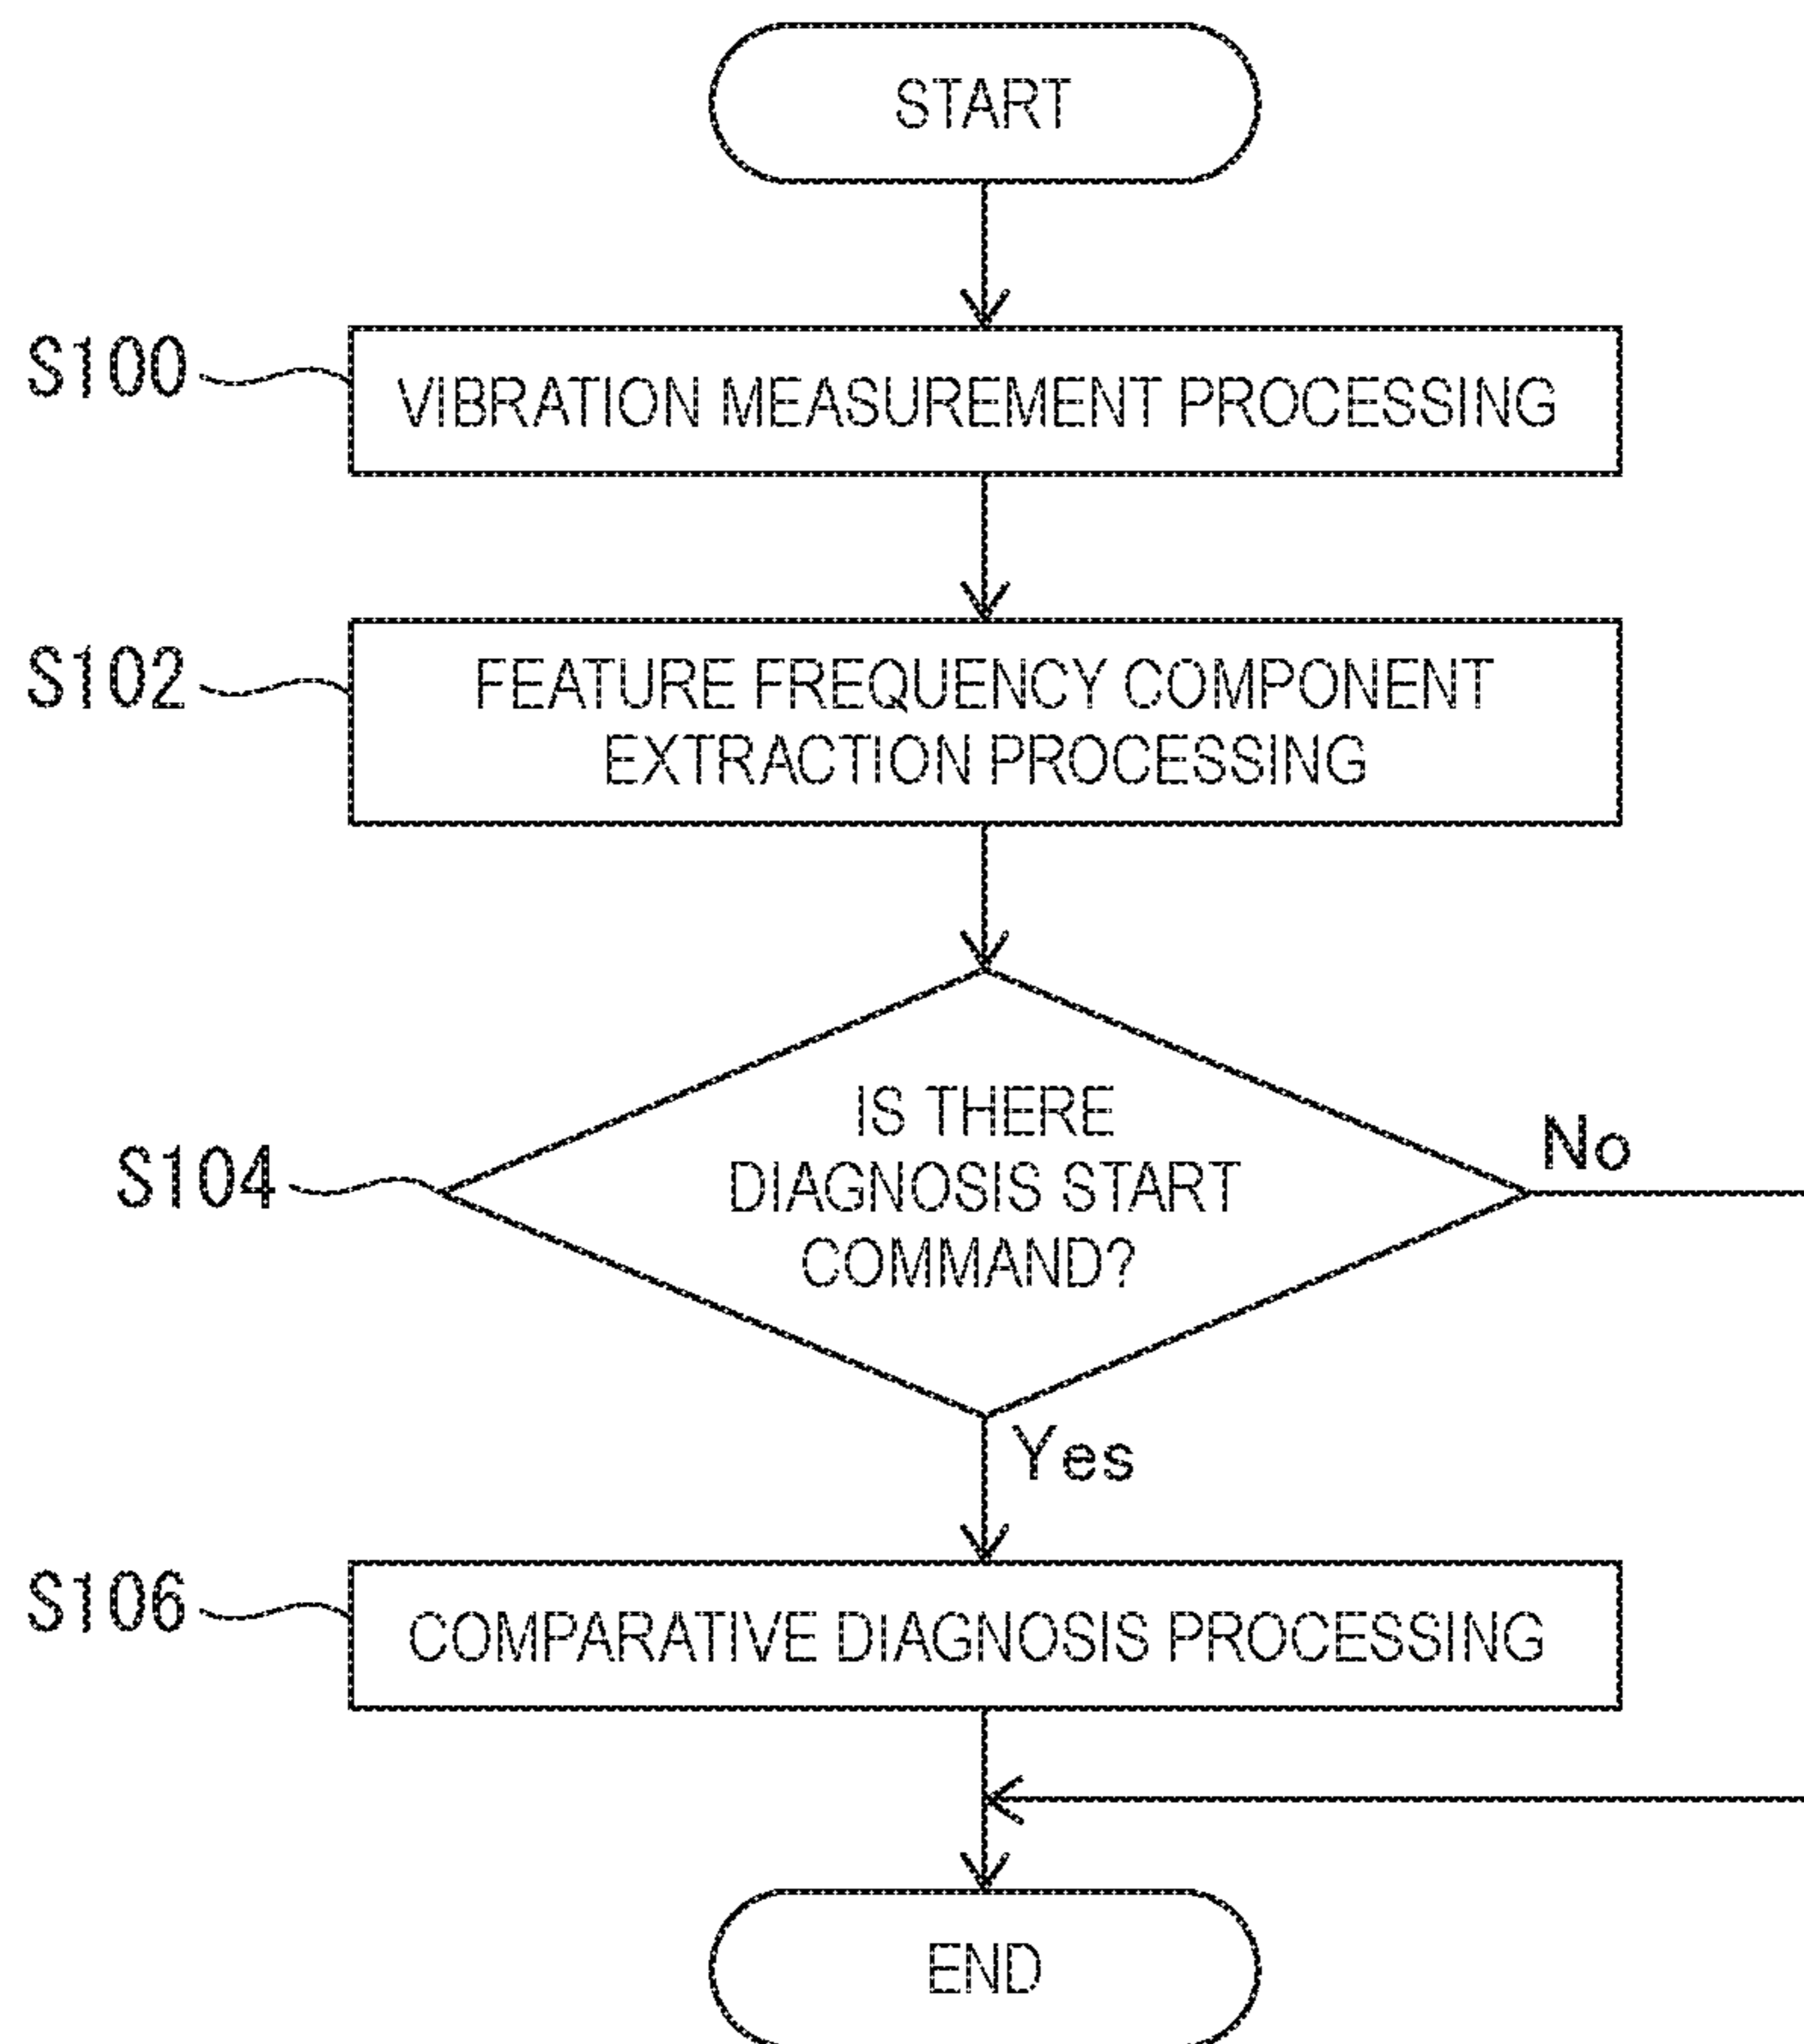 START
S100
VIBRATION MEASUREMENT PROCESSING
S102
FEATURE FREQUENCY COMPONENT
EXTRACTION PROCESSING
S104
IS THERE
DIAGNOSIS START
COMMAND?
No
Yes
S106
COMPARATIVE DIAGNOSIS PROCESSING
END